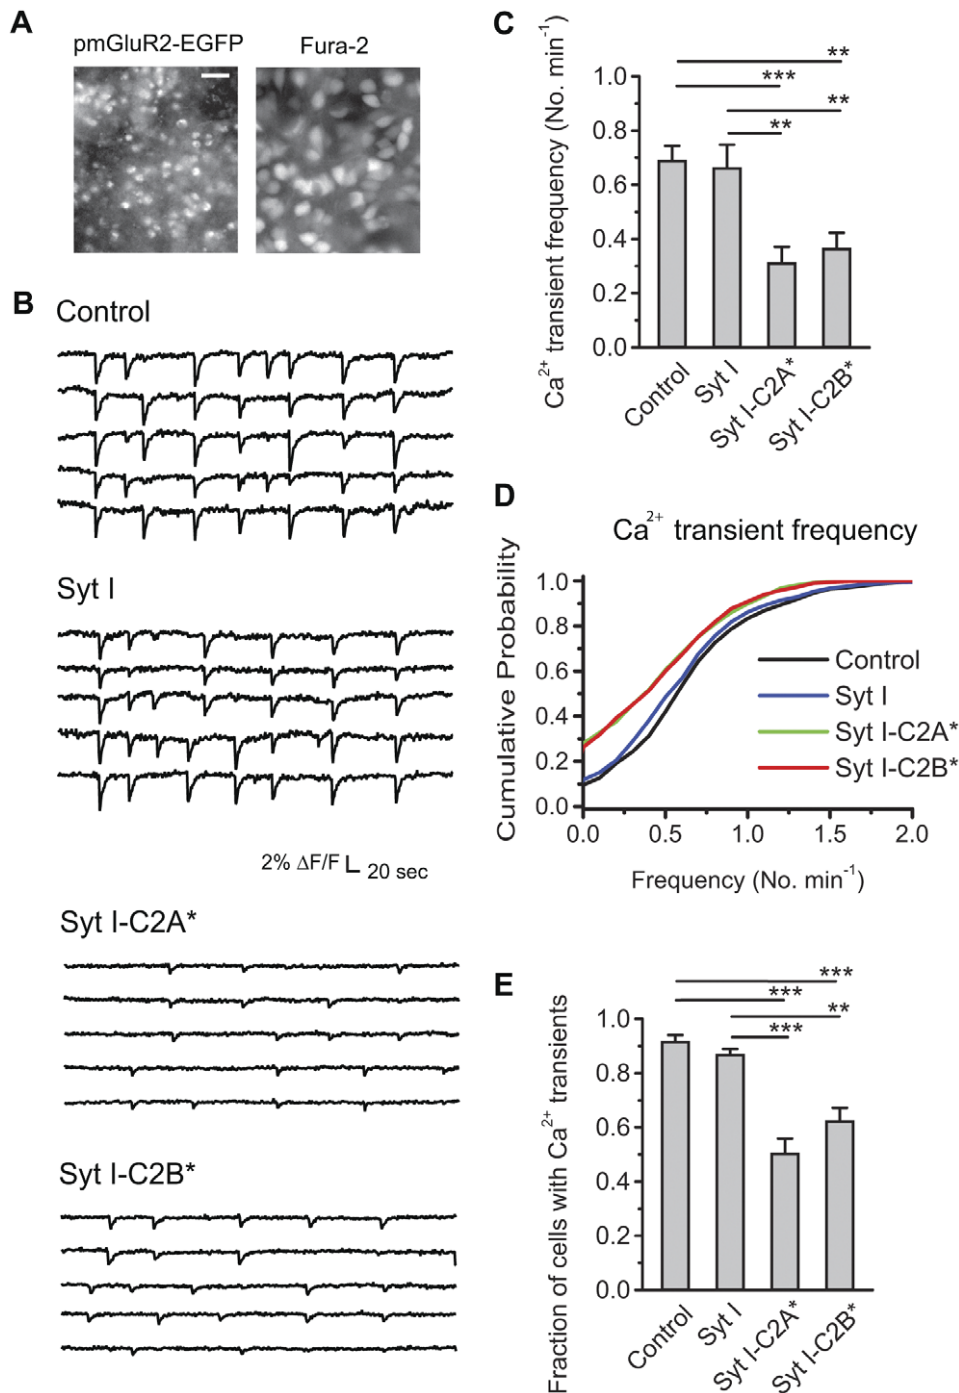 A
pmGluR2-EGFP
Fura-2
B
Control
Syt I
2% ΔF/F
20 sec
Syt I-C2A*
Syt I-C2B*
C
Ca2+ transient frequency (No. min-1)
**
***
**
**
1.0
0.8
0.6
0.4
0.2
0.0
Control
Syt I
Syt I-C2A*
Syt I-C2B*
D
Ca2+ transient frequency
Cumulative Probability
1.0
0.8
0.6
0.4
0.2
0.0
Control
Syt I
Syt I-C2A*
Syt I-C2B*
0.0 0.5 1.0 1.5 2.0
Frequency (No. min-1)
E
Fraction of cells with Ca2+ transients
***
***
**
***
1.0
0.8
0.6
0.4
0.2
0.0
Control
Syt I
Syt I-C2A*
Syt I-C2B*